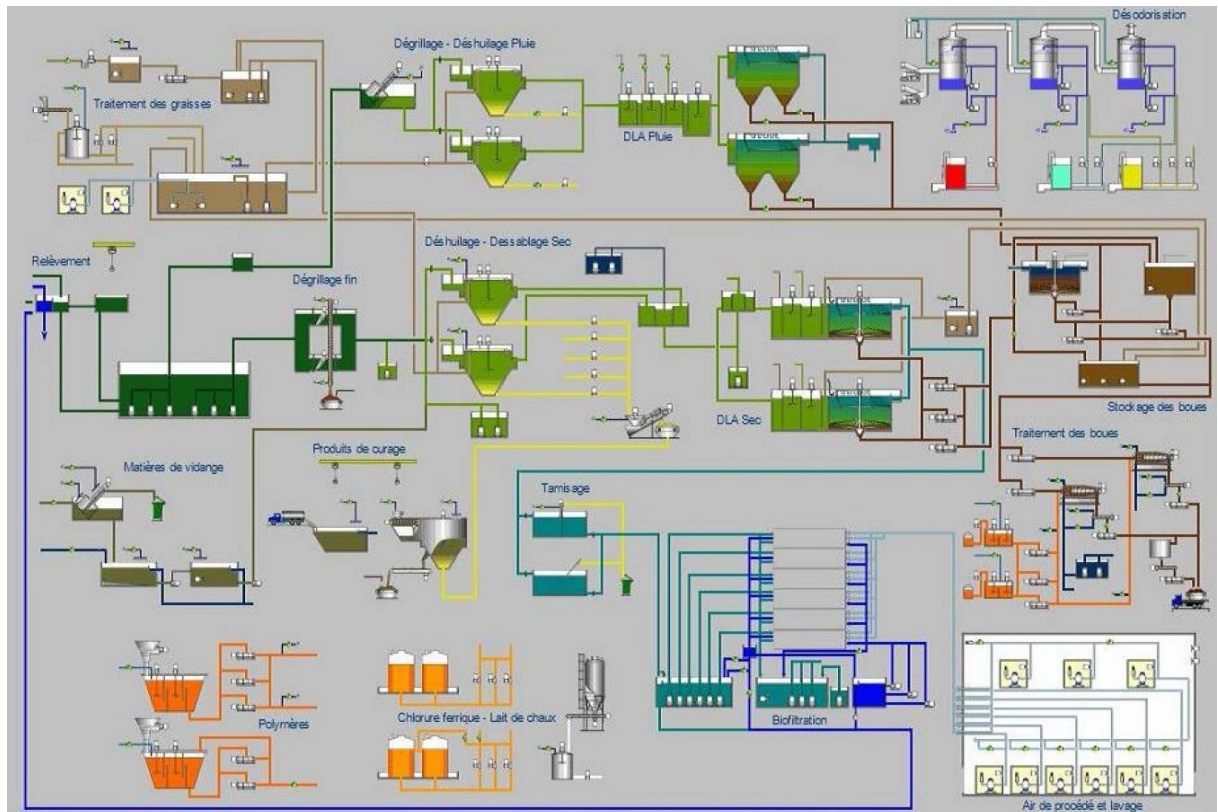 Désodorisation
Dégrillage - Déshuilage Pluie
Traitement des graisses
DLA Pluie
Déshuilage - Dessablage Sec
Relèvement
Dégrillage fin
DLA Sec
Stockage des boues
Traitement des boues
Produits de curage
Matières de vidange
Tamisage
Polymères
Chlorure ferrique - Lait de chaux
Biofiltration
Air de procédé et lavage